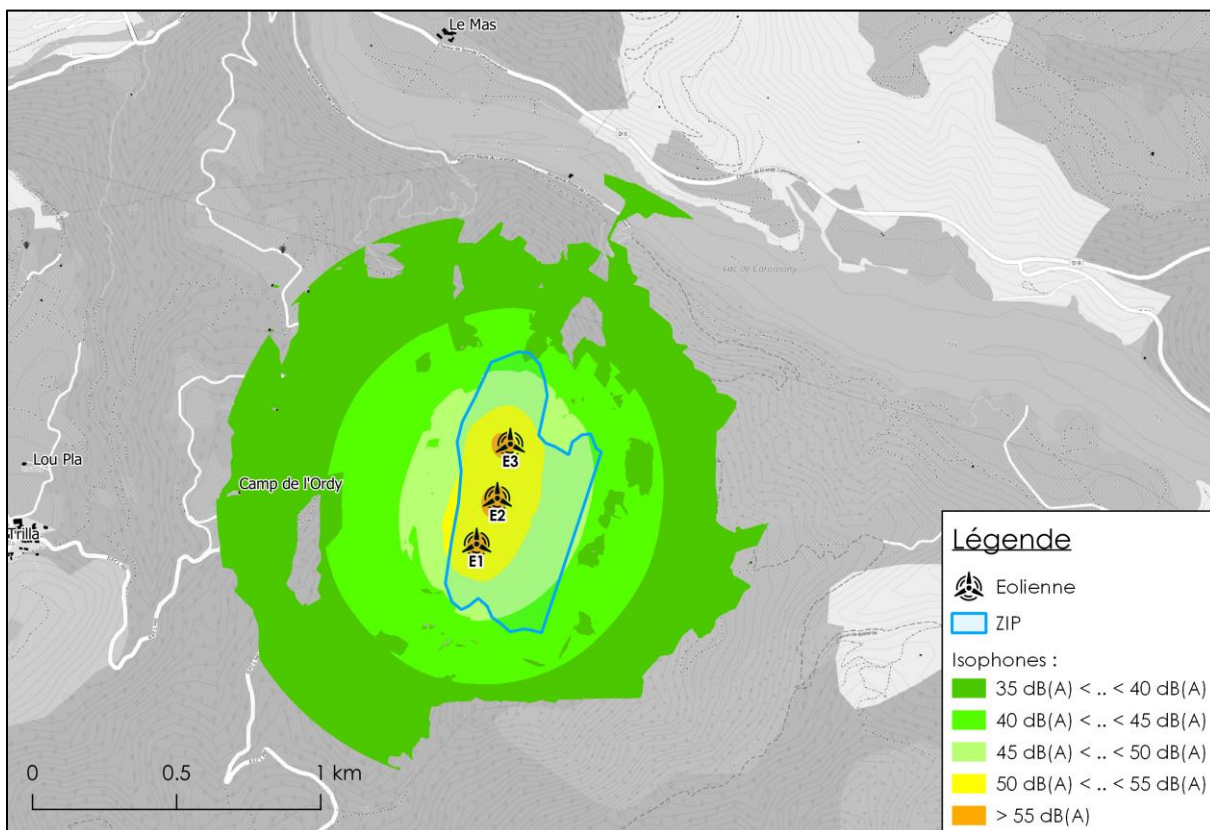 Le Mas
D 9
Lac de Caramany
D 9
Lou Pla
Camp de l'Ordy
Trilla
E3
E2
E1
Légende
Eolienne
ZIP
Isophones :
35 dB(A) < .. < 40 dB(A)
40 dB(A) < .. < 45 dB(A)
45 dB(A) < .. < 50 dB(A)
50 dB(A) < .. < 55 dB(A)
> 55 dB(A)
0 0.5 1 km